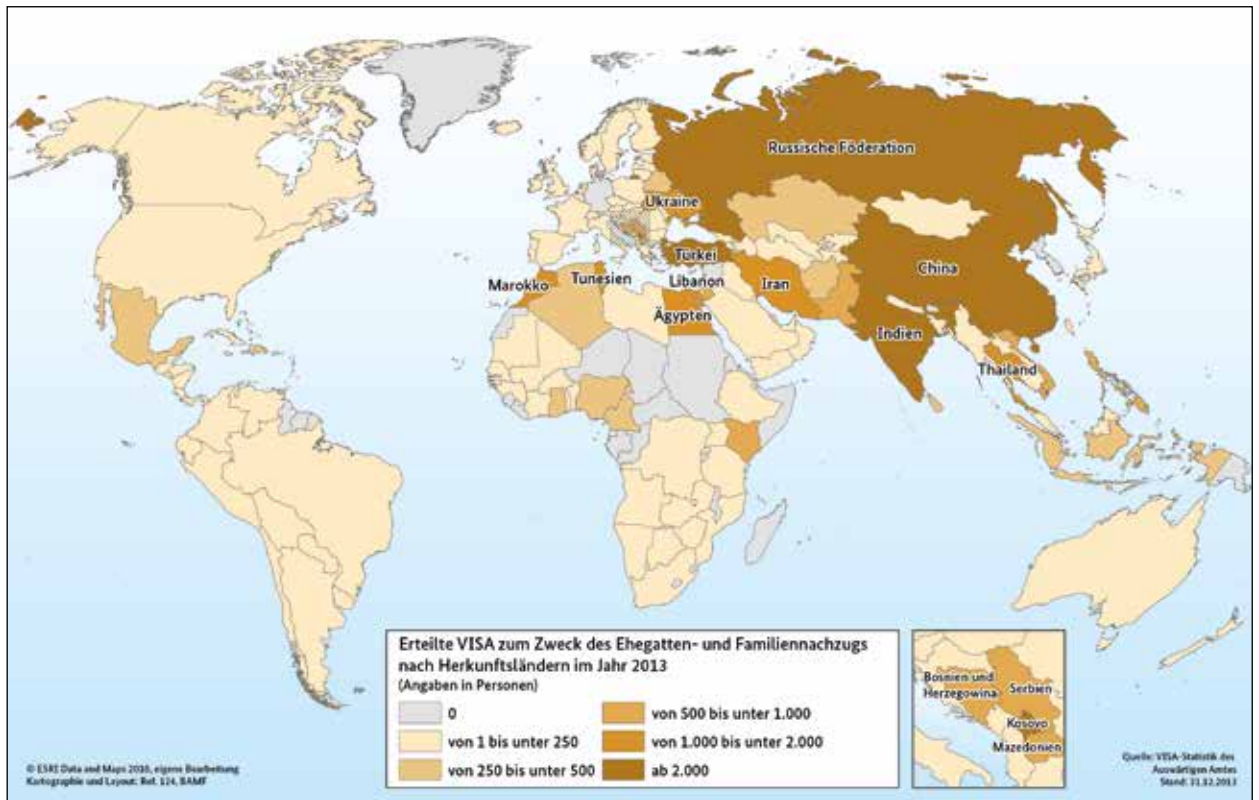 Russische Föderation
Ukraine
Türkei
China
Marokko
Tunesien
Libanon
Iran
Ägypten
Indien
Thailand
Erteilte VISA zum Zweck des Ehegatten- und Familiennachzugs
nach Herkunftsländern im Jahr 2013
(Angaben in Personen)
0
von 1 bis unter 250
von 250 bis unter 500
von 500 bis unter 1.000
von 1.000 bis unter 2.000
ab 2.000
Bosnien und
Herzegowina
Serbien
Kosovo
Mazedonien
© ESRI Data and Maps 2010, eigene Bearbeitung
Kartographie und Layout: Ref. 124, BAMF
Quelle: VISA-Statistik des
Auswärtigen Amtes
Stand: 31.12.2013